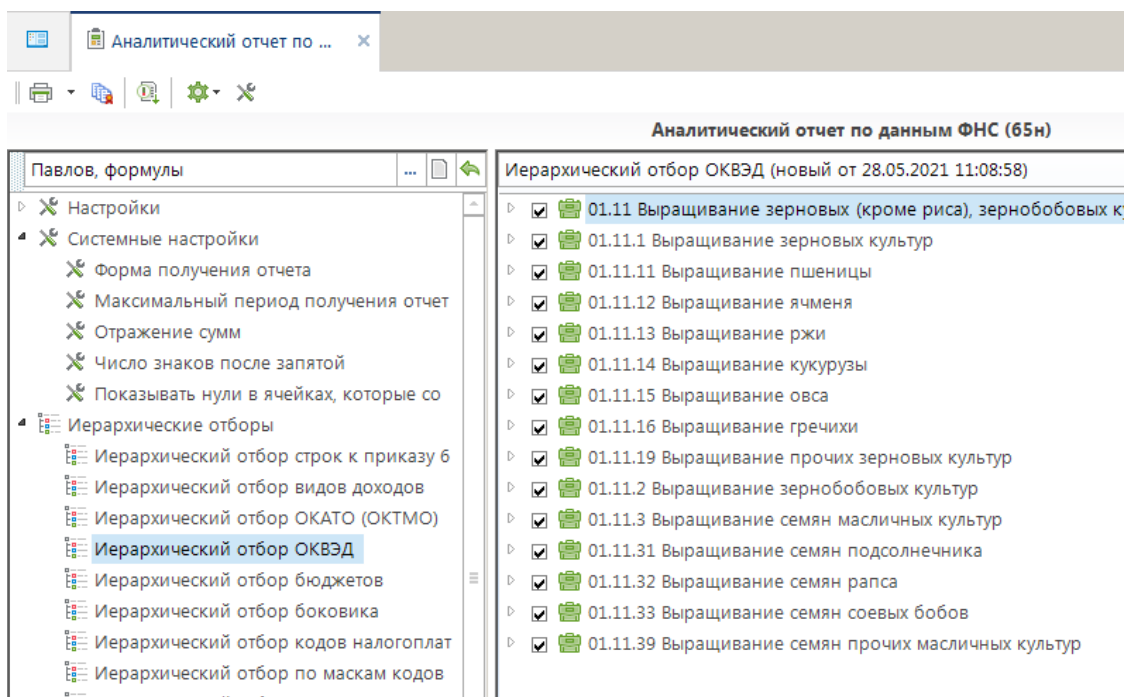 Аналитический отчет по ...
Аналитический отчет по данным ФНС (65н)
Павлов, формулы
...
Настройки
Системные настройки
Форма получения отчета
Максимальный период получения отчет
Отражение сумм
Число знаков после запятой
Показывать нули в ячейках, которые со
Иерархические отборы
Иерархический отбор строк к приказу 6
Иерархический отбор видов доходов
Иерархический отбор ОКАТО (ОКТМО)
Иерархический отбор ОКВЭД
Иерархический отбор бюджетов
Иерархический отбор боковика
Иерархический отбор кодов налогоплат
Иерархический отбор по маскам кодов
Иерархический отбор ОКВЭД (новый от 28.05.2021 11:08:58)
01.11 Выращивание зерновых (кроме риса), зернобобовых ку
01.11.1 Выращивание зерновых культур
01.11.11 Выращивание пшеницы
01.11.12 Выращивание ячменя
01.11.13 Выращивание ржи
01.11.14 Выращивание кукурузы
01.11.15 Выращивание овса
01.11.16 Выращивание гречихи
01.11.19 Выращивание прочих зерновых культур
01.11.2 Выращивание зернобобовых культур
01.11.3 Выращивание семян масличных культур
01.11.31 Выращивание семян подсолнечника
01.11.32 Выращивание семян рапса
01.11.33 Выращивание семян соевых бобов
01.11.39 Выращивание семян прочих масличных культур